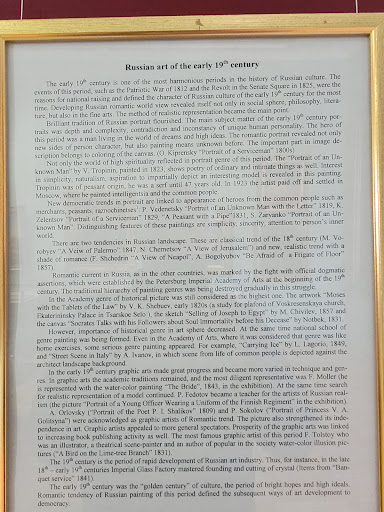 Russian art of the early 19th century
The early 19th century is one of the most harmonious periods in the history of Russian culture. The
events of this period, such as the Patriotic War of 1812 and the Revolt in the Senate Square in 1825, were the
reasons for national raising and defined the character of Russian culture of the early 19th century for the most
time. Developing Russian romantic world view revealed itself not only in social sphere, philosophy, litera-
ture, but also in the fine arts. The method of realistic representation became the main point.
Brilliant tradition of Russian portrait flourished. The main subject matter of the early 19th century por-
traits was depth and complexity, contradiction and inconstancy of unique human personality. The hero of
this period was a man living in the world of dreams and high ideas. The romantic portrait revealed not only
new sides of person character, but also painting means unknown before. The important part in image de-
scription belongs to coloring of the canvas. (O. Kiprensky "Portrait of a Serviceman" 1800s)
Not only the world of high spirituality reflected in portrait genre of this period. The "Portrait of an Un-
known Man" by V. Tropinin, painted in 1823, shows poetry of ordinary and intimate things as well. Interest
in simplicity, naturalism, aspiration to impartially depict an interesting model is revealed in this painting.
Tropinin was of peasant origin, he was a serf until 47 years old. In 1923 the artist paid off and settled in
Moscow, where he painted intelligentsia and the common people.
New democratic trends in portrait are linked to appearance of heroes from the common people such as
merchants, peasants, raznochinnsies: P. Vedenetsky "Portrait of an Unknown Man with the Letter" 1819, K.
Zelentsov "Portrait of a Serviceman" 1829, "A Peasant with a Pipe"1831, S. Zaryanko "Portrait of an Un-
known Man". Distinguishing features of these paintings are simplicity, sincerity, attention to person's inner
world.
There are two tendencies in Russian landscape. These are classical trend of the 18th century (M. Vo-
robyev "A View of Palermo" 1847, N. Chernetsov "A View of Jerusalem") and new, realistic trend with a
shade of romance (F. Shchedrin "A View of Neapol", A. Bogolyubov "Be Afraid of a Frigate of Floor"
1857)
Romantic current in Russia, as in the other countries, was marked by the fight with official dogmatic
assertions, which were established by the Petersburg Imperial Academy of Arts at the beginning of the 19th
century. The traditional hierarchy of painting genres was being destroyed gradually in this struggle.
In the Academy genre of historical picture was still considered as the highest one. The artwork "Moses
with the Tablets of the Law" by V. K. Shebuev, early 1820s (a study for plafond of Voskresenskaya church,
Ekaterininsky Palace in Tsarskoe Selo), the sketch "Selling of Joseph to Egypt" by M. Chivilev, 1857 and
the canvas "Socrates Talks with his Followers about Soul Immortality before his Decease" by Notbek, 1831.
However, importance of historical genre in art sphere decreased. At the same time national school of
genre painting was being formed. Even in the Academy of Arts, where it was considered that genre was like
home exercises, some serious genre painting appeared. For example, "Carrying Ice" by L. Lagorio, 1849,
and "Street Scene in Italy" by A. Ivanov, in which scene from life of common people is depicted against the
architect landscape background.
In the early 19th century graphic arts made great progress and became more varied in technique and gen-
res. In graphic arts the academic traditions remained, and the most diligent representative was F. Moller (he
is represented with the water-color painting "The Bride", 1843, in the exhibition). At the same time search
for realistic representation of a model continued. P. Fedotov became a teacher for the artists of Russian real-
ism (the picture "Portrait of a Young Officer Wearing a Uniform of the Finnish Regiment" in the exhibition).
A. Orlovsky ("Portrait of the Poet P. I. Shalikov" 1809) and P. Sokolov ("Portrait of Princess V. A.
Golitsyna") were acknowledged as graphic artists of Romantic trend. The picture also strengthened its inde-
pendence in art. Graphic artists appealed to more general spectators. Prosperity of the graphic arts was linked
to increasing book publishing activity as well. The most famous graphic artist of this period F. Tolstoy who
was an illustrator, a theatrical scene-painter and an author of popular in the society water-color illusion pic-
tures ("A Bird on the Lime-tree Branch" 1831).
The 19th century is the period of rapid development of Russian art industry. Thus, for instance, in the late
18th – early 19th centuries Imperial Glass Factory mastered founding and cutting of crystal (Items from "Ban-
quet service" 1841).
The early 19th century was the "golden century" of culture, the period of bright hopes and high ideals.
Romantic tendency of Russian painting of this period defined the subsequent ways of art development to
democracy.